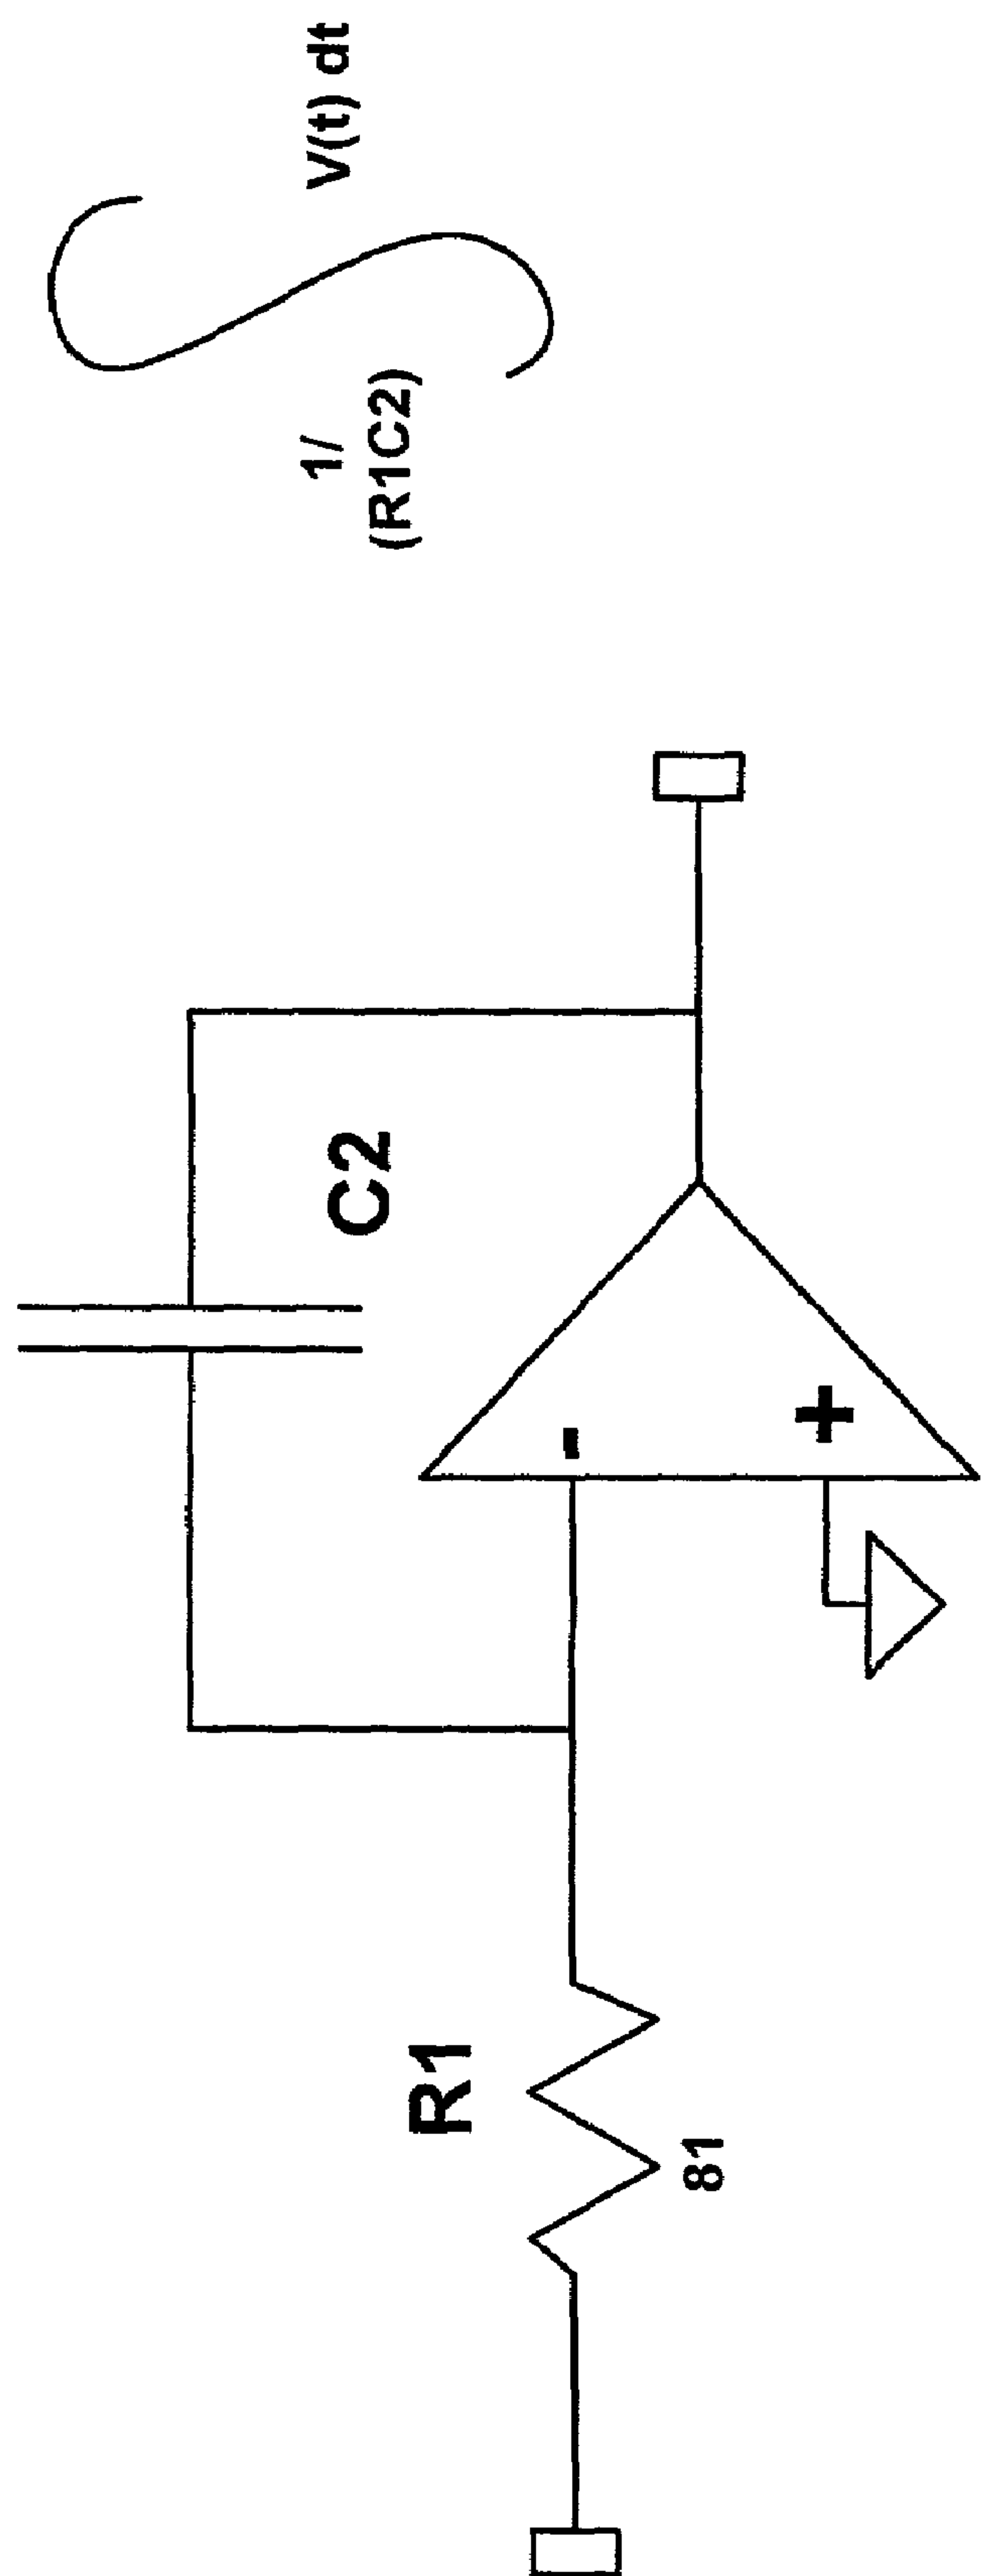 R1
81
-
+
C2
1/
(R1C2)
V(t) dt